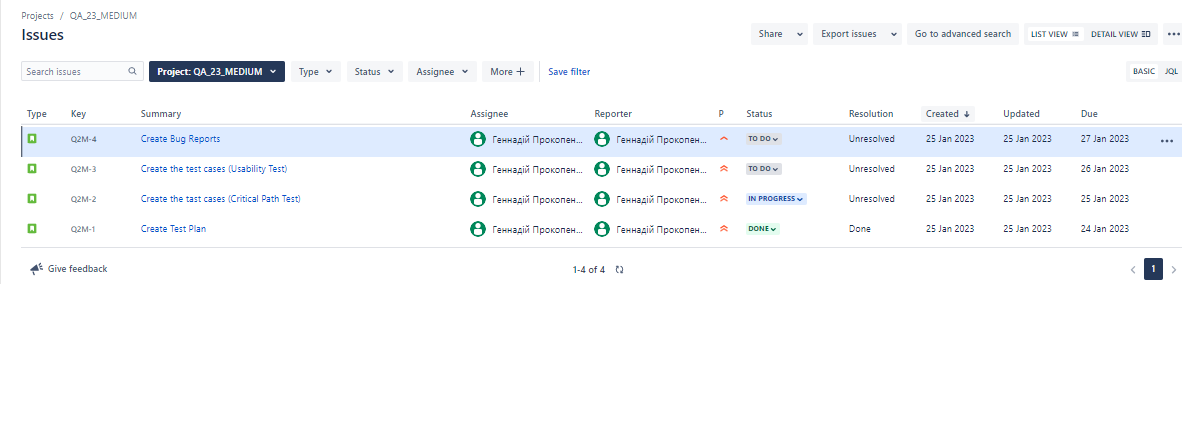 Projects / QA_23_MEDIUM
Issues
Share Export issues Go to advanced search LIST VIEW DETAIL VIEW
Search issues Project: QA_23_MEDIUM Type Status Assignee More Save filter BASIC JQL
Type Key Summary Assignee Reporter P Status Resolution Created Updated Due
Q2M-4 Create Bug Reports Геннадій Прокопен... Геннадій Прокопен... TO DO Unresolved 25 Jan 2023 25 Jan 2023 27 Jan 2023
Q2M-3 Create the test cases (Usability Test) Геннадій Прокопен... Геннадій Прокопен... TO DO Unresolved 25 Jan 2023 25 Jan 2023 26 Jan 2023
Q2M-2 Create the tast cases (Critical Path Test) Геннадій Прокопен... Геннадій Прокопен... IN PROGRESS Unresolved 25 Jan 2023 25 Jan 2023 25 Jan 2023
Q2M-1 Create Test Plan Геннадій Прокопен... Геннадій Прокопен... DONE Done 25 Jan 2023 25 Jan 2023 24 Jan 2023
Give feedback 1-4 of 4 1